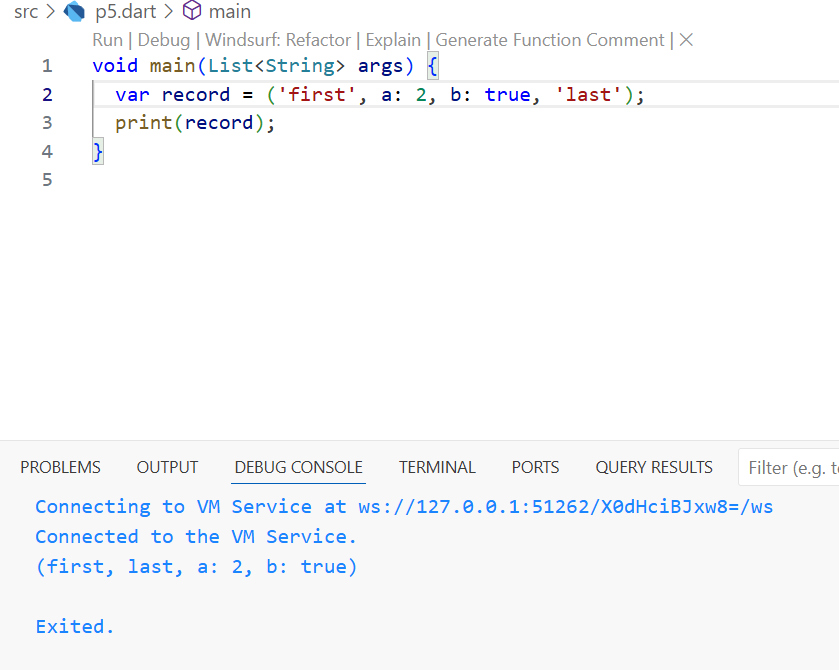 src > p5.dart > main
Run | Debug | Windsurf: Refactor | Explain | Generate Function Comment | ×
1 void main(List<String> args) {
2   var record = ('first', a: 2, b: true, 'last');
3   print(record);
4 }
5
PROBLEMS OUTPUT DEBUG CONSOLE TERMINAL PORTS QUERY RESULTS Filter (e.g. t
Connecting to VM Service at ws://127.0.0.1:51262/X0dHciBJxw8=/ws
Connected to the VM Service.
(first, last, a: 2, b: true)
Exited.